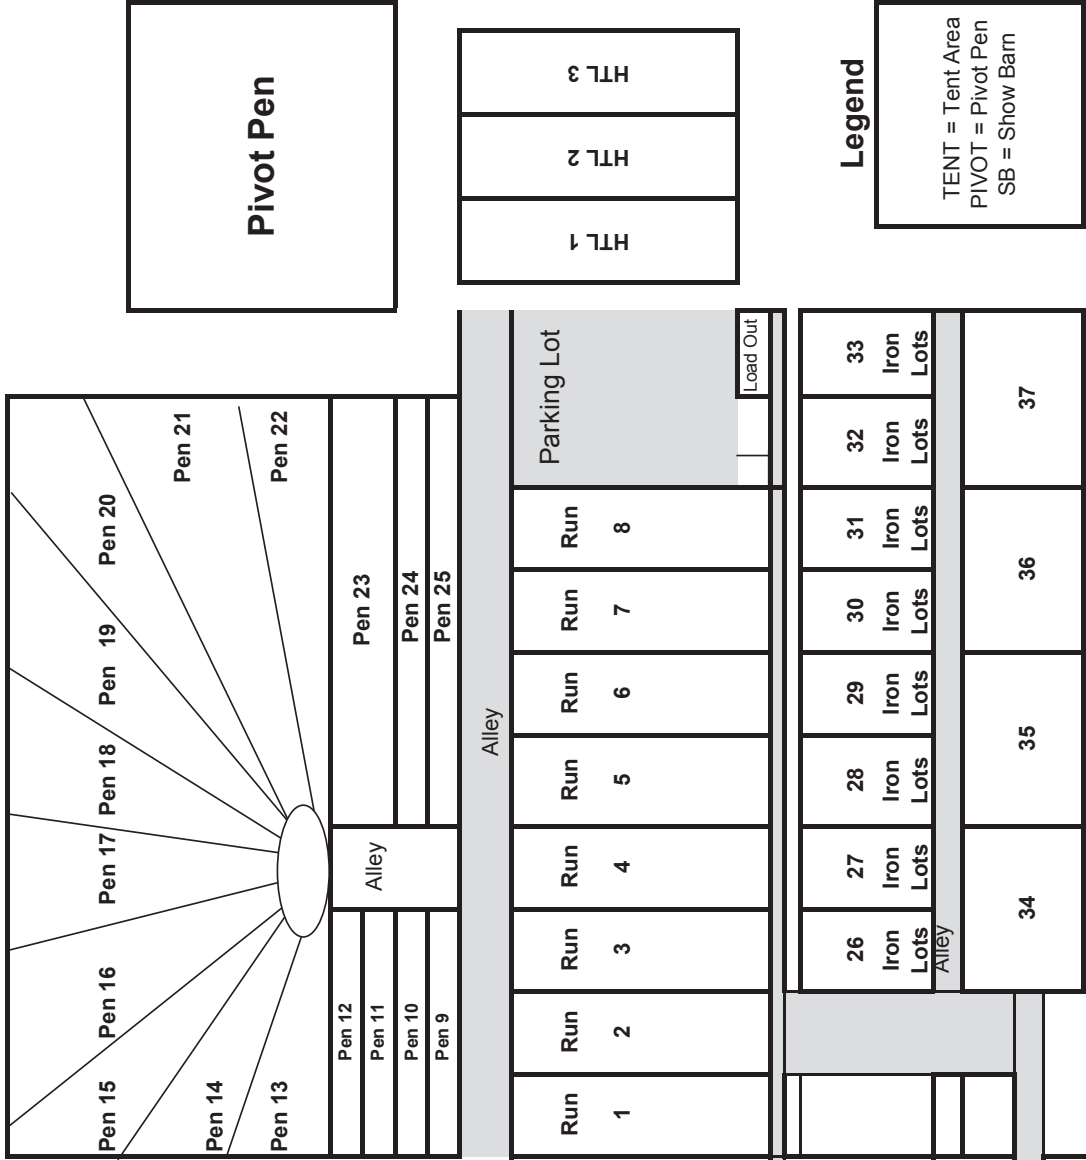 Pivot Pen
HTL 1
HTL 2
HTL 3
Legend
TENT = Tent Area
PIVOT = Pivot Pen
SB = Show Barn
Pen 13
Pen 14
Pen 15
Pen 16
Pen 17
Pen 18
Pen 19
Pen 20
Pen 21
Pen 22
Pen 12
Pen 11
Pen 10
Pen 9
Alley
Pen 23
Pen 24
Pen 25
Alley
Run
1
Run
2
Run
3
Run
4
Run
5
Run
6
Run
7
Run
8
Parking Lot
Load Out
26
Iron
Lots
27
Iron
Lots
28
Iron
Lots
29
Iron
Lots
30
Iron
Lots
31
Iron
Lots
32
Iron
Lots
33
Iron
Lots
Alley
34
35
36
37